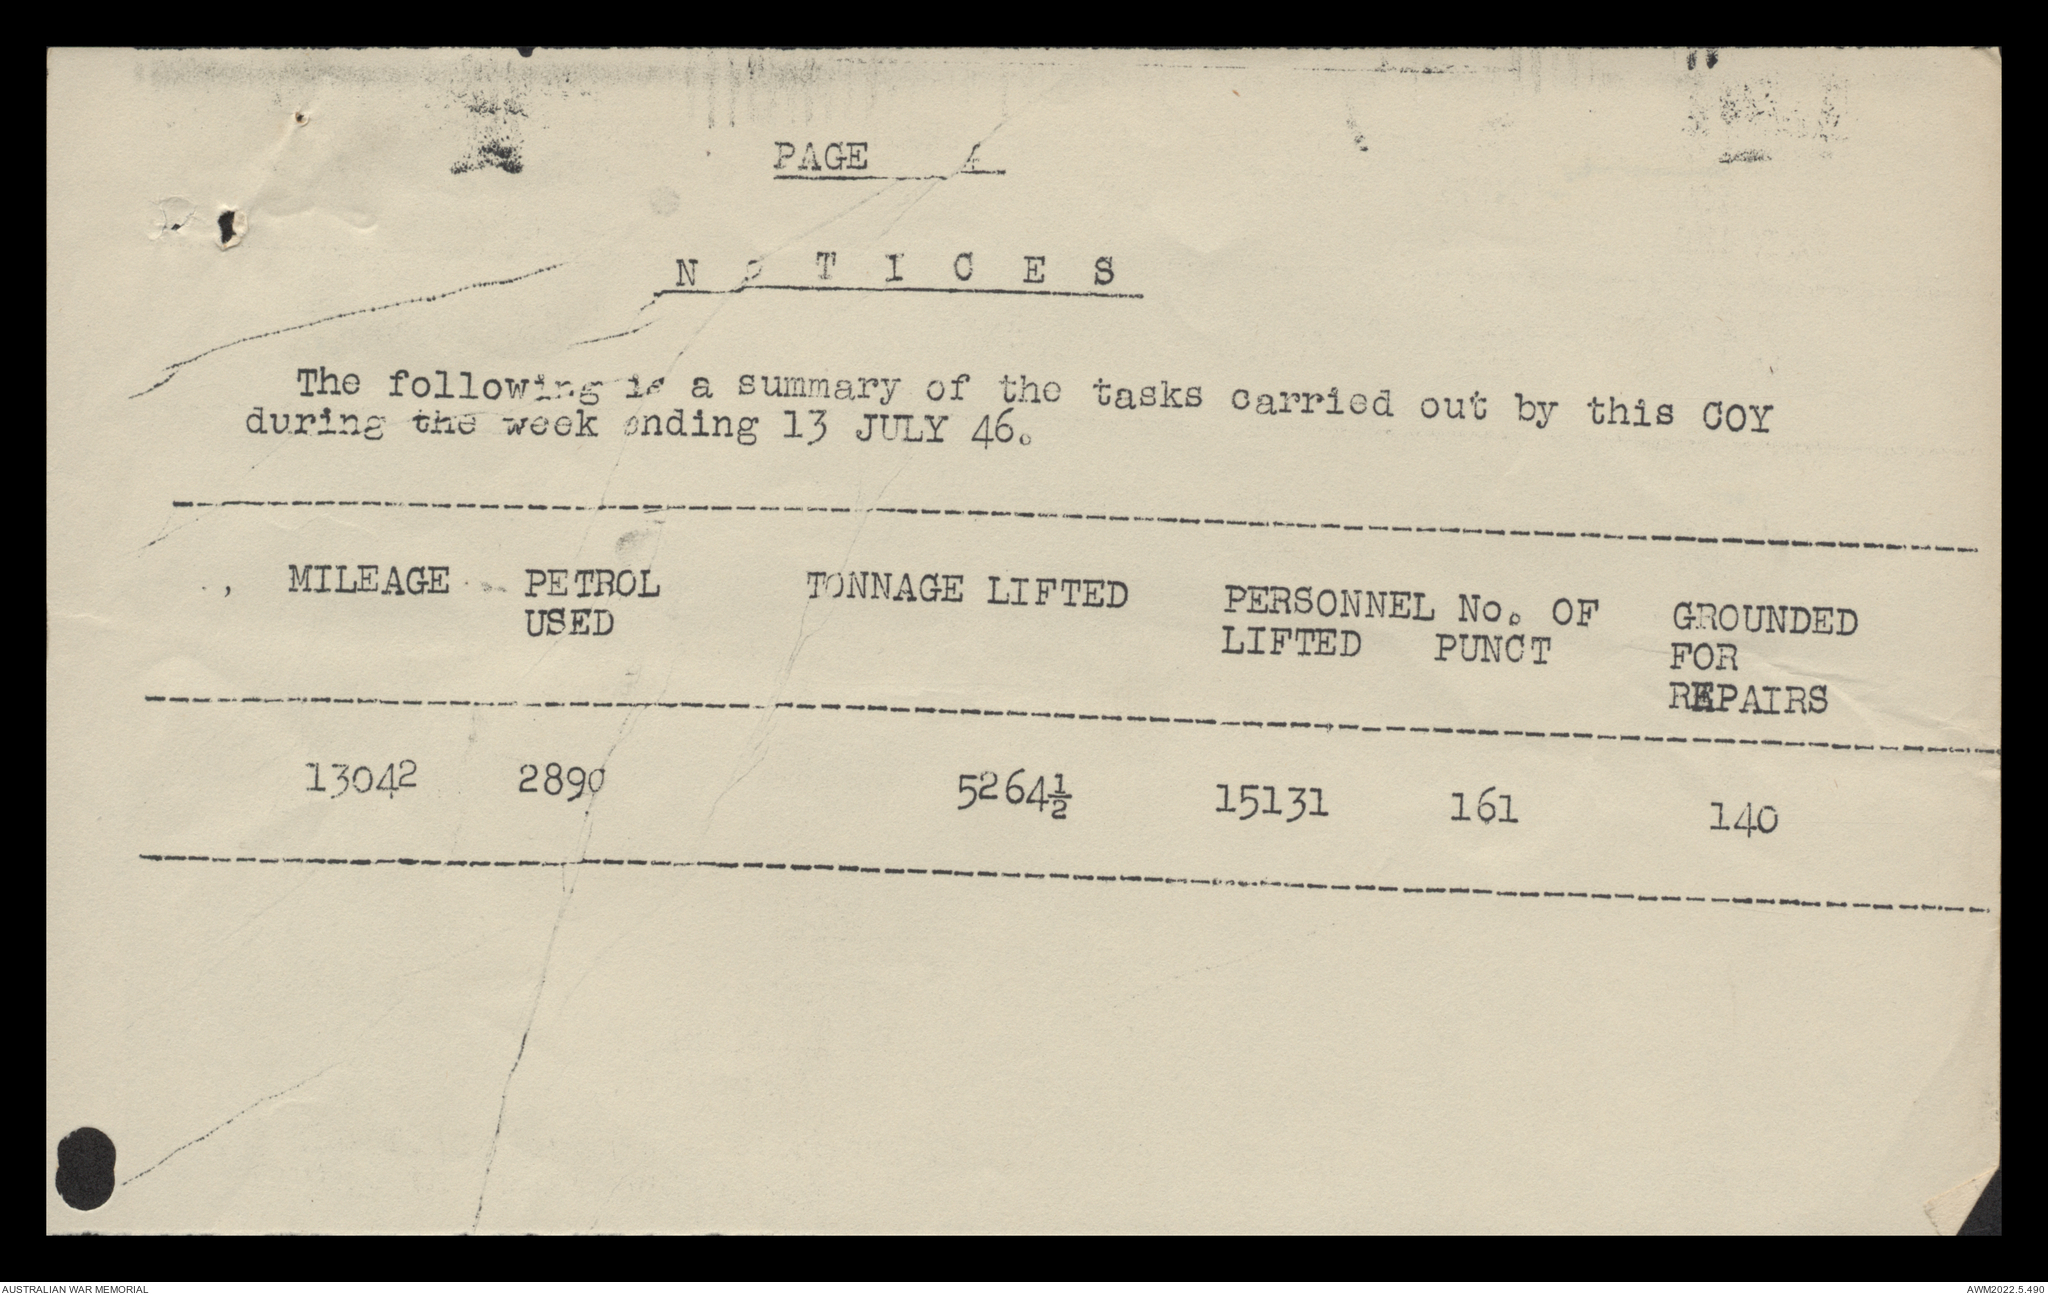 PAGE 4
N O T I C E S
The following is a summary of the tasks carried out by this COY
during the week ending 13 JULY 46.
MILEAGE PETROL TONNAGE LIFTED PERSONNEL No. OF GROUNDED
USED LIFTED PUNCT FOR
REPAIRS
13042 2890 5264½ 15131 161 140
AUSTRALIAN WAR MEMORIAL AWM2022.5.490